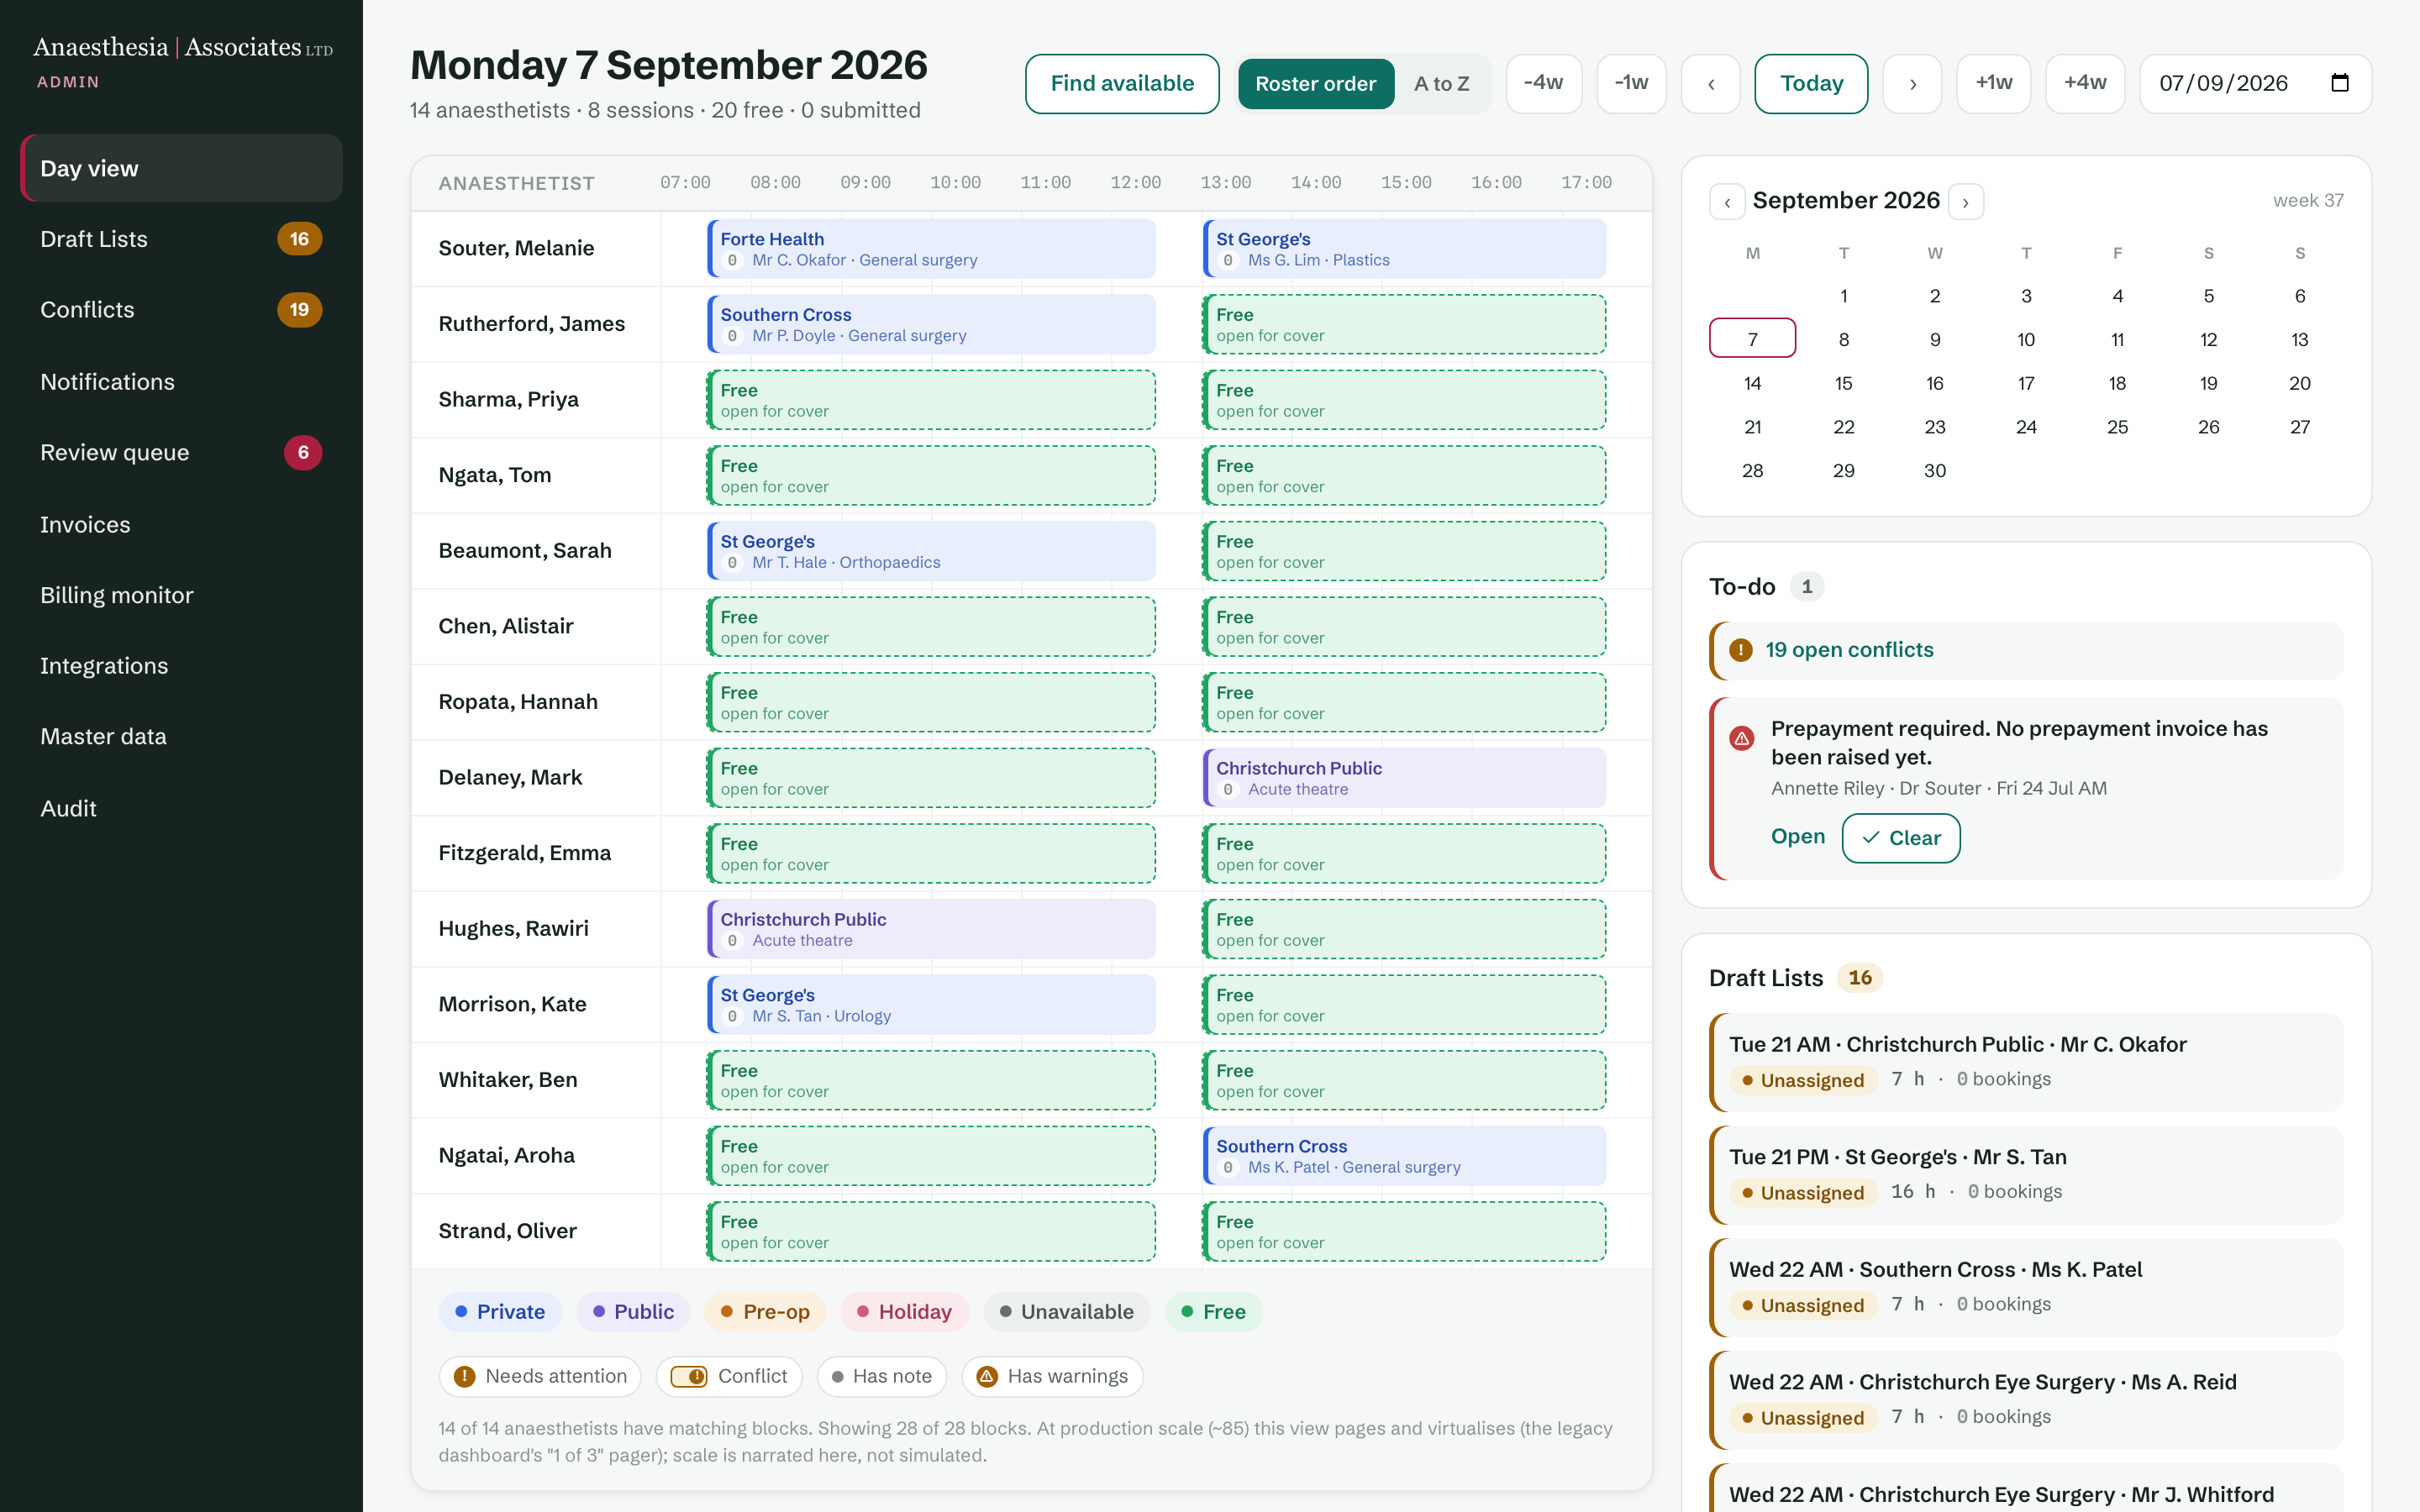 Anaesthesia | Associates LTD
ADMIN
Day view
Draft Lists 16
Conflicts 19
Notifications
Review queue 6
Invoices
Billing monitor
Integrations
Master data
Audit
Monday 7 September 2026
14 anaesthetists · 8 sessions · 20 free · 0 submitted
Find available
Roster order A to Z
-4w -1w ‹ Today › +1w +4w 07/09/2026
ANAESTHETIST 07:00 08:00 09:00 10:00 11:00 12:00 13:00 14:00 15:00 16:00 17:00
Souter, Melanie
Forte Health
0 Mr C. Okafor · General surgery
St George's
0 Ms G. Lim · Plastics
Rutherford, James
Southern Cross
0 Mr P. Doyle · General surgery
Free
open for cover
Sharma, Priya
Free
open for cover
Free
open for cover
Ngata, Tom
Free
open for cover
Free
open for cover
Beaumont, Sarah
St George's
0 Mr T. Hale · Orthopaedics
Free
open for cover
Chen, Alistair
Free
open for cover
Free
open for cover
Ropata, Hannah
Free
open for cover
Free
open for cover
Delaney, Mark
Free
open for cover
Christchurch Public
0 Acute theatre
Fitzgerald, Emma
Free
open for cover
Free
open for cover
Hughes, Rawiri
Christchurch Public
0 Acute theatre
Free
open for cover
Morrison, Kate
St George's
0 Mr S. Tan · Urology
Free
open for cover
Whitaker, Ben
Free
open for cover
Free
open for cover
Ngatai, Aroha
Free
open for cover
Southern Cross
0 Ms K. Patel · General surgery
Strand, Oliver
Free
open for cover
Free
open for cover
Private Public Pre-op Holiday Unavailable Free
Needs attention Conflict Has note Has warnings
14 of 14 anaesthetists have matching blocks. Showing 28 of 28 blocks. At production scale (~85) this view pages and virtualises (the legacy
dashboard's "1 of 3" pager); scale is narrated here, not simulated.
‹ September 2026 › week 37
M T W T F S S
1 2 3 4 5 6
7 8 9 10 11 12 13
14 15 16 17 18 19 20
21 22 23 24 25 26 27
28 29 30
To-do 1
19 open conflicts
Prepayment required. No prepayment invoice has
been raised yet.
Annette Riley · Dr Souter · Fri 24 Jul AM
Open Clear
Draft Lists 16
Tue 21 AM · Christchurch Public · Mr C. Okafor
Unassigned 7 h · 0 bookings
Tue 21 PM · St George's · Mr S. Tan
Unassigned 16 h · 0 bookings
Wed 22 AM · Southern Cross · Ms K. Patel
Unassigned 7 h · 0 bookings
Wed 22 AM · Christchurch Eye Surgery · Ms A. Reid
Unassigned 7 h · 0 bookings
Wed 22 AM · Christchurch Eye Surgery · Mr J. Whitford